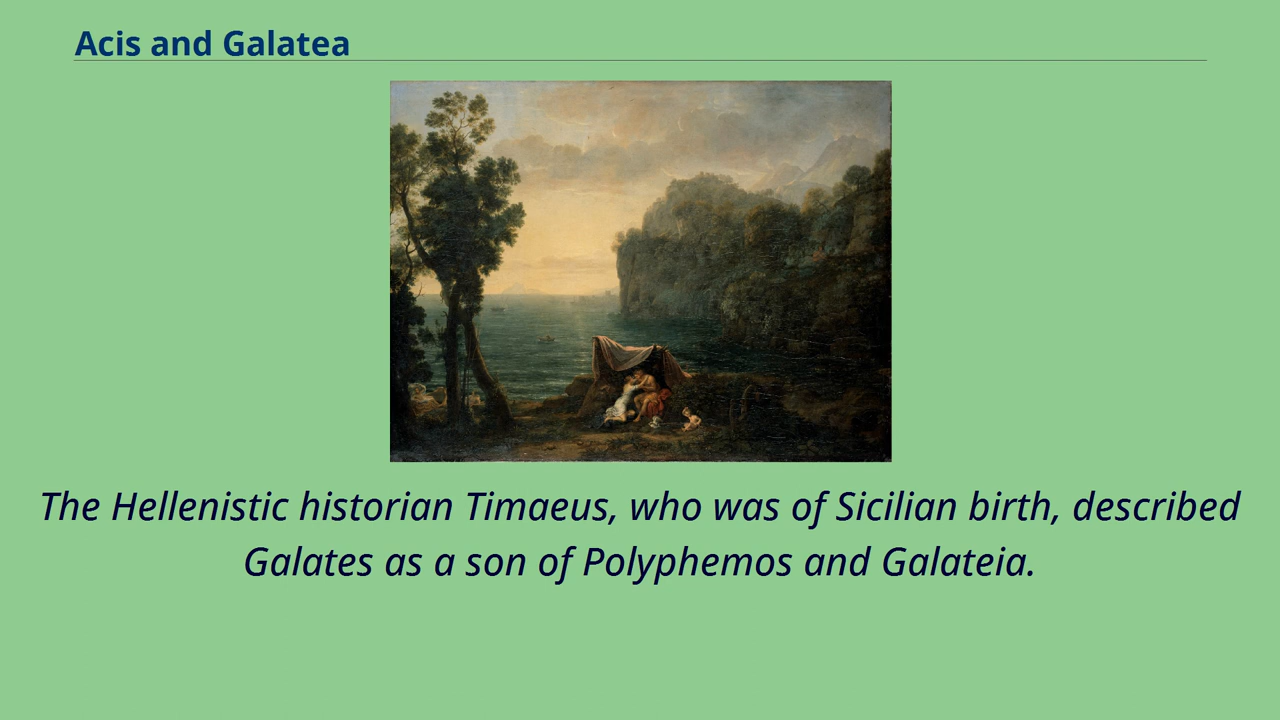 Acis and Galatea
The Hellenistic historian Timaeus, who was of Sicilian birth, described
Galates as a son of Polyphemos and Galateia.